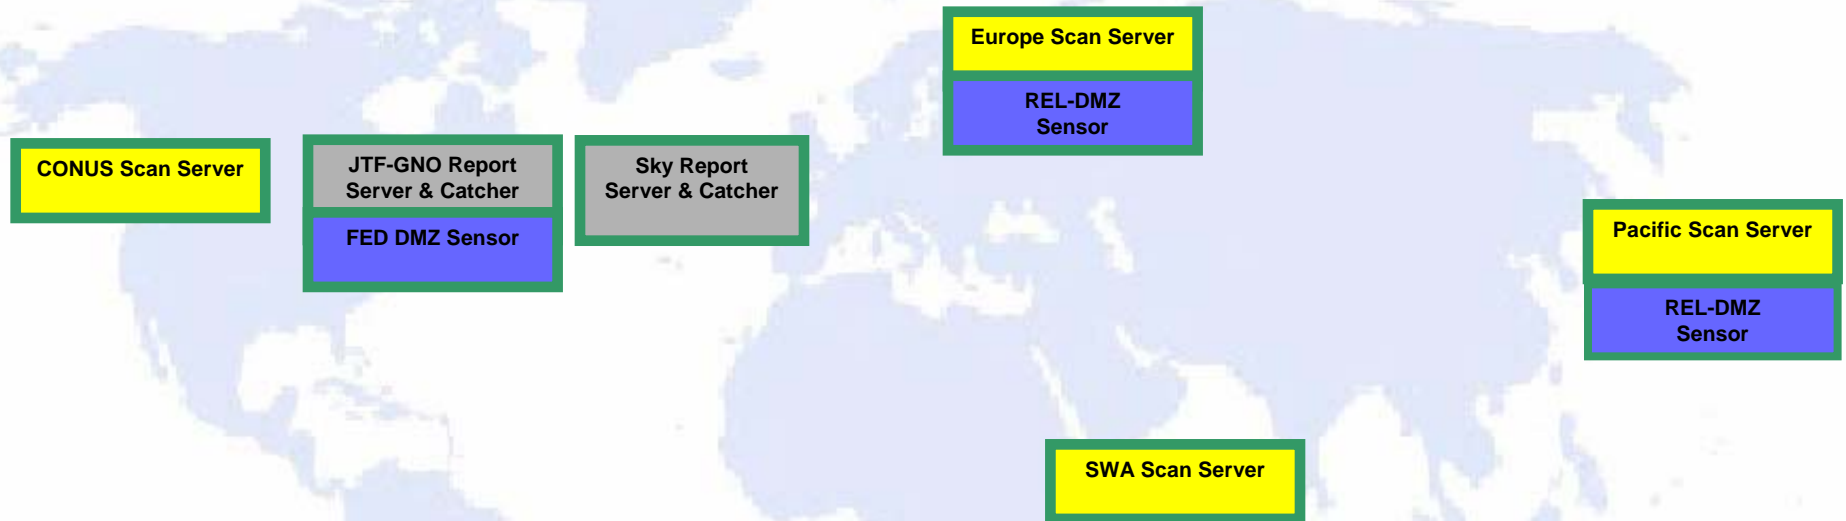 Europe Scan Server
REL-DMZ
Sensor
CONUS Scan Server
JTF-GNO Report
Server & Catcher
FED DMZ Sensor
Sky Report
Server & Catcher
Pacific Scan Server
REL-DMZ
Sensor
SWA Scan Server